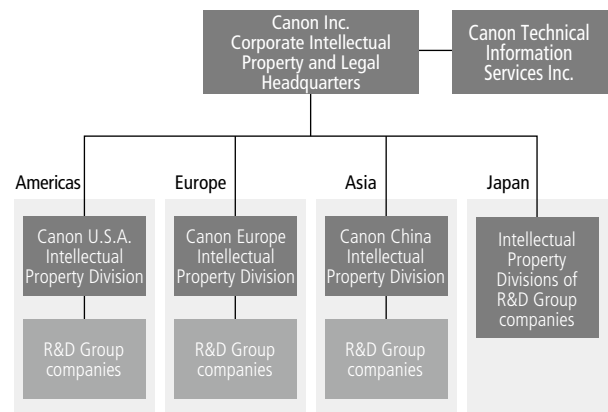 Canon Inc.
Corporate Intellectual
Property and Legal
Headquarters
Canon Technical
Information
Services Inc.
Americas
Europe
Asia
Japan
Canon U.S.A.
Intellectual
Property Division
Canon Europe
Intellectual
Property Division
Canon China
Intellectual
Property Division
Intellectual
Property
Divisions of
R&D Group
companies
R&D Group
companies
R&D Group
companies
R&D Group
companies